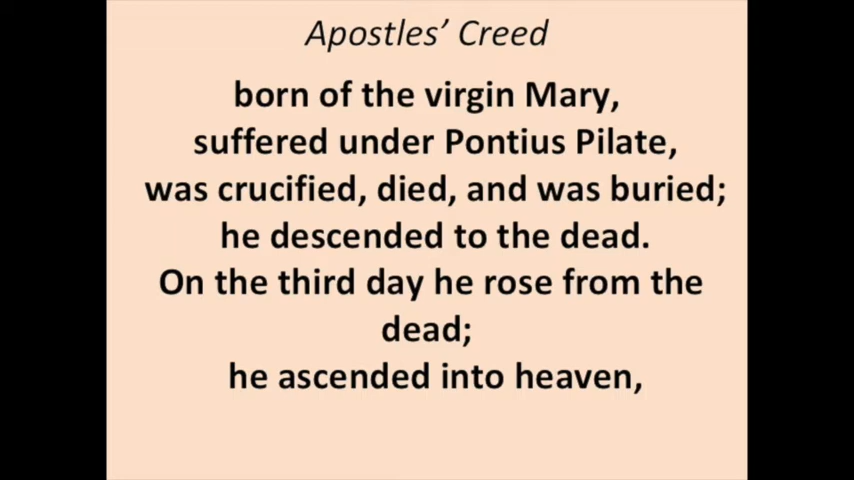 Apostles’ Creed
born of the virgin Mary,
suffered under Pontius Pilate,
was crucified, died, and was buried;
he descended to the dead.
On the third day he rose from the
dead;
he ascended into heaven,